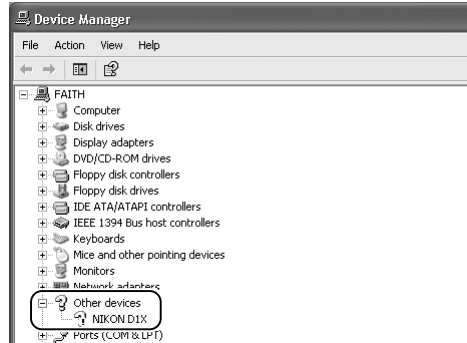 Device Manager
File Action View Help
FAITH
Computer
Disk drives
Display adapters
DVD/CD-ROM drives
Floppy disk controllers
Floppy disk drives
IDE ATA/ATAPI controllers
IEEE 1394 Bus host controllers
Keyboards
Mice and other pointing devices
Monitors
Network adapters
Other devices
NIKON D1X
Ports (COM & LPT)